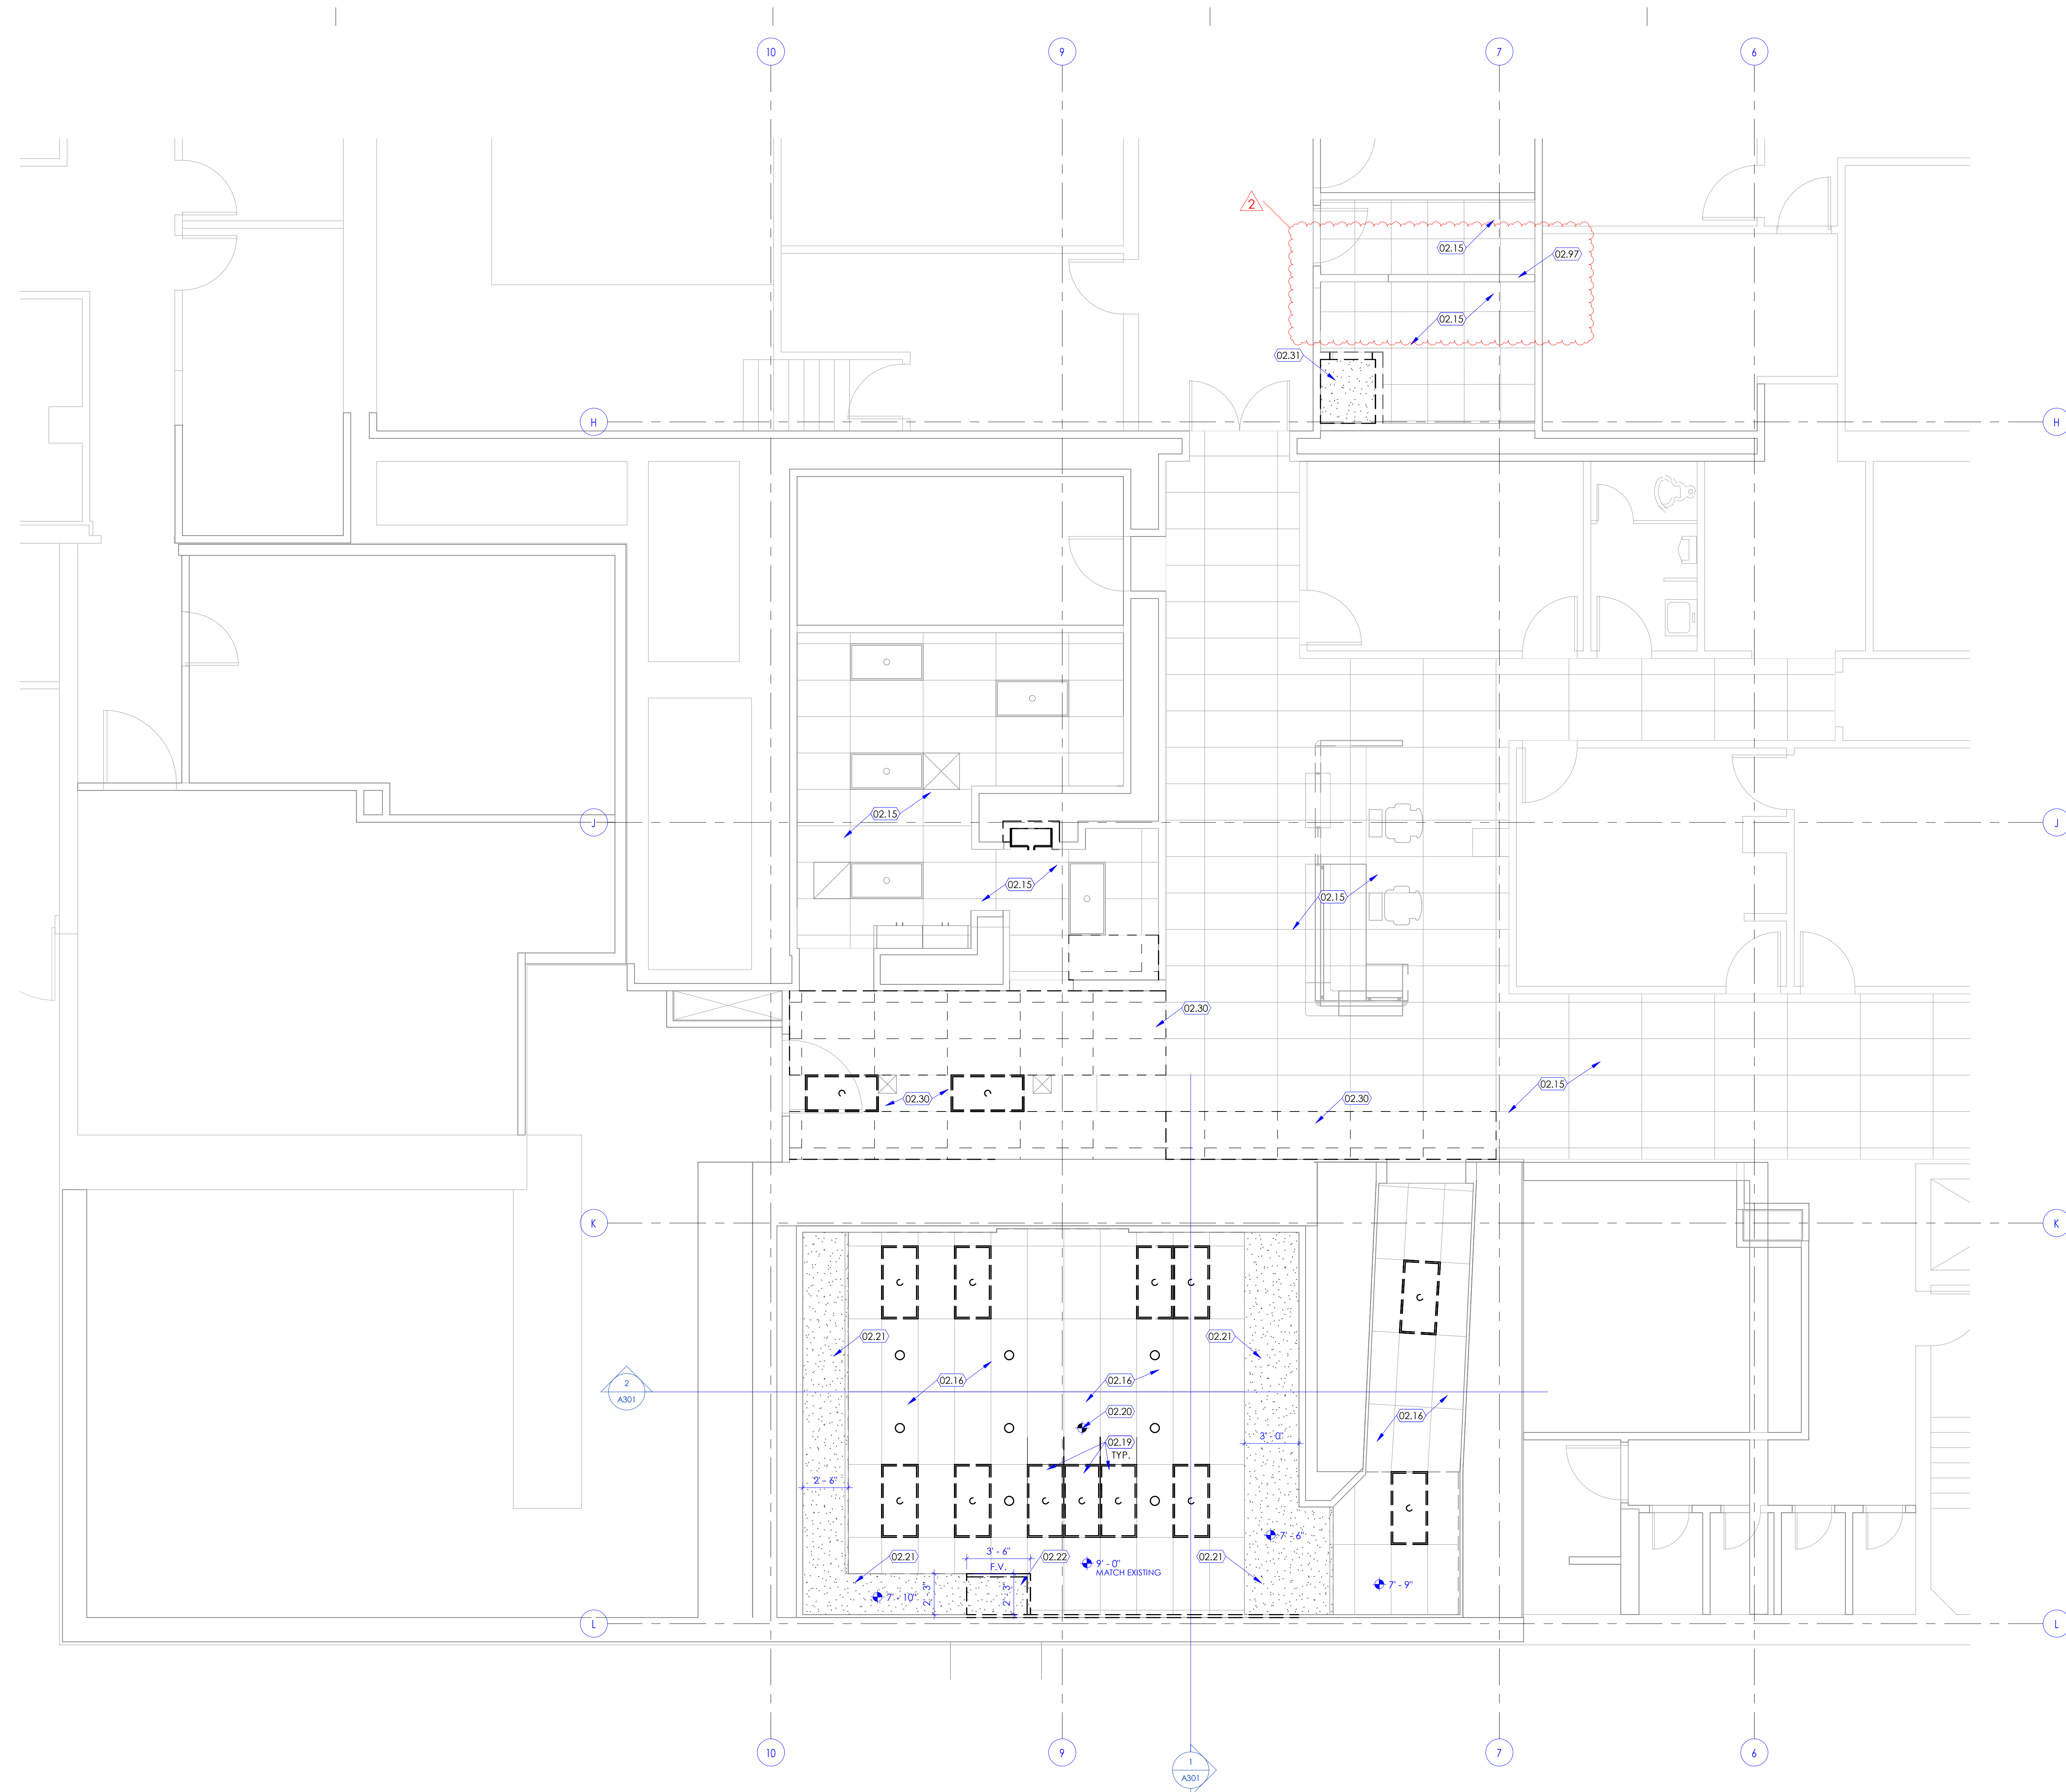 10
9
7
6
2
02.15
02.97
02.15
02.31
H
H
J
J
02.15
02.15
02.15
02.30
02.15
02.30
02.30
K
K
02.21
02.21
02.16
02.16
02.20
02.16
02.19
TYP.
3' - 0"
2' - 6"
2
A301
7' - 6"
3' - 6"
F.V.
02.21
02.22
02.21
9' - 0"
MATCH EXISTING
7' - 9"
7' - 10"
2' - 3"
2' - 3"
L
L
10
9
7
6
1
A301